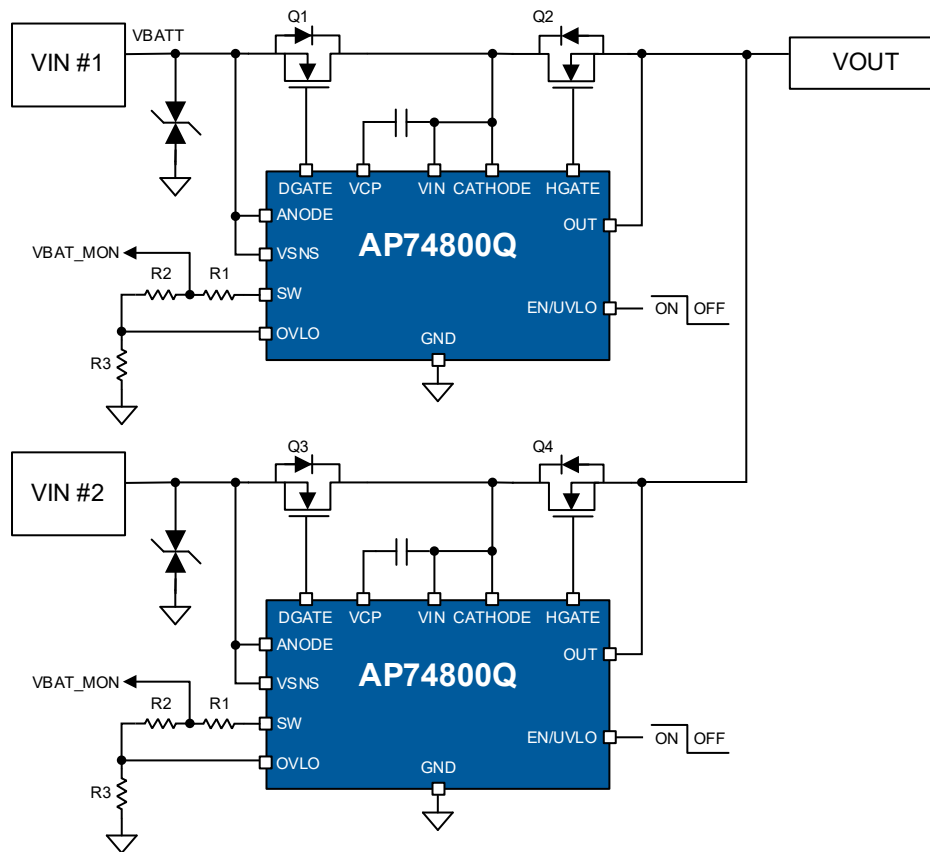 Q1
Q2
VBATT
VIN #1
VOUT
DGATE
VCP
VIN
CATHODE
HGATE
ANODE
OUT
AP74800Q
VSNS
VBAT_MON
R2
R1
SW
EN/UVLO
ON
OFF
OVLO
GND
R3
Q3
Q4
VIN #2
DGATE
VCP
VIN
CATHODE
HGATE
ANODE
OUT
AP74800Q
VSNS
VBAT_MON
R2
R1
SW
EN/UVLO
ON
OFF
OVLO
GND
R3